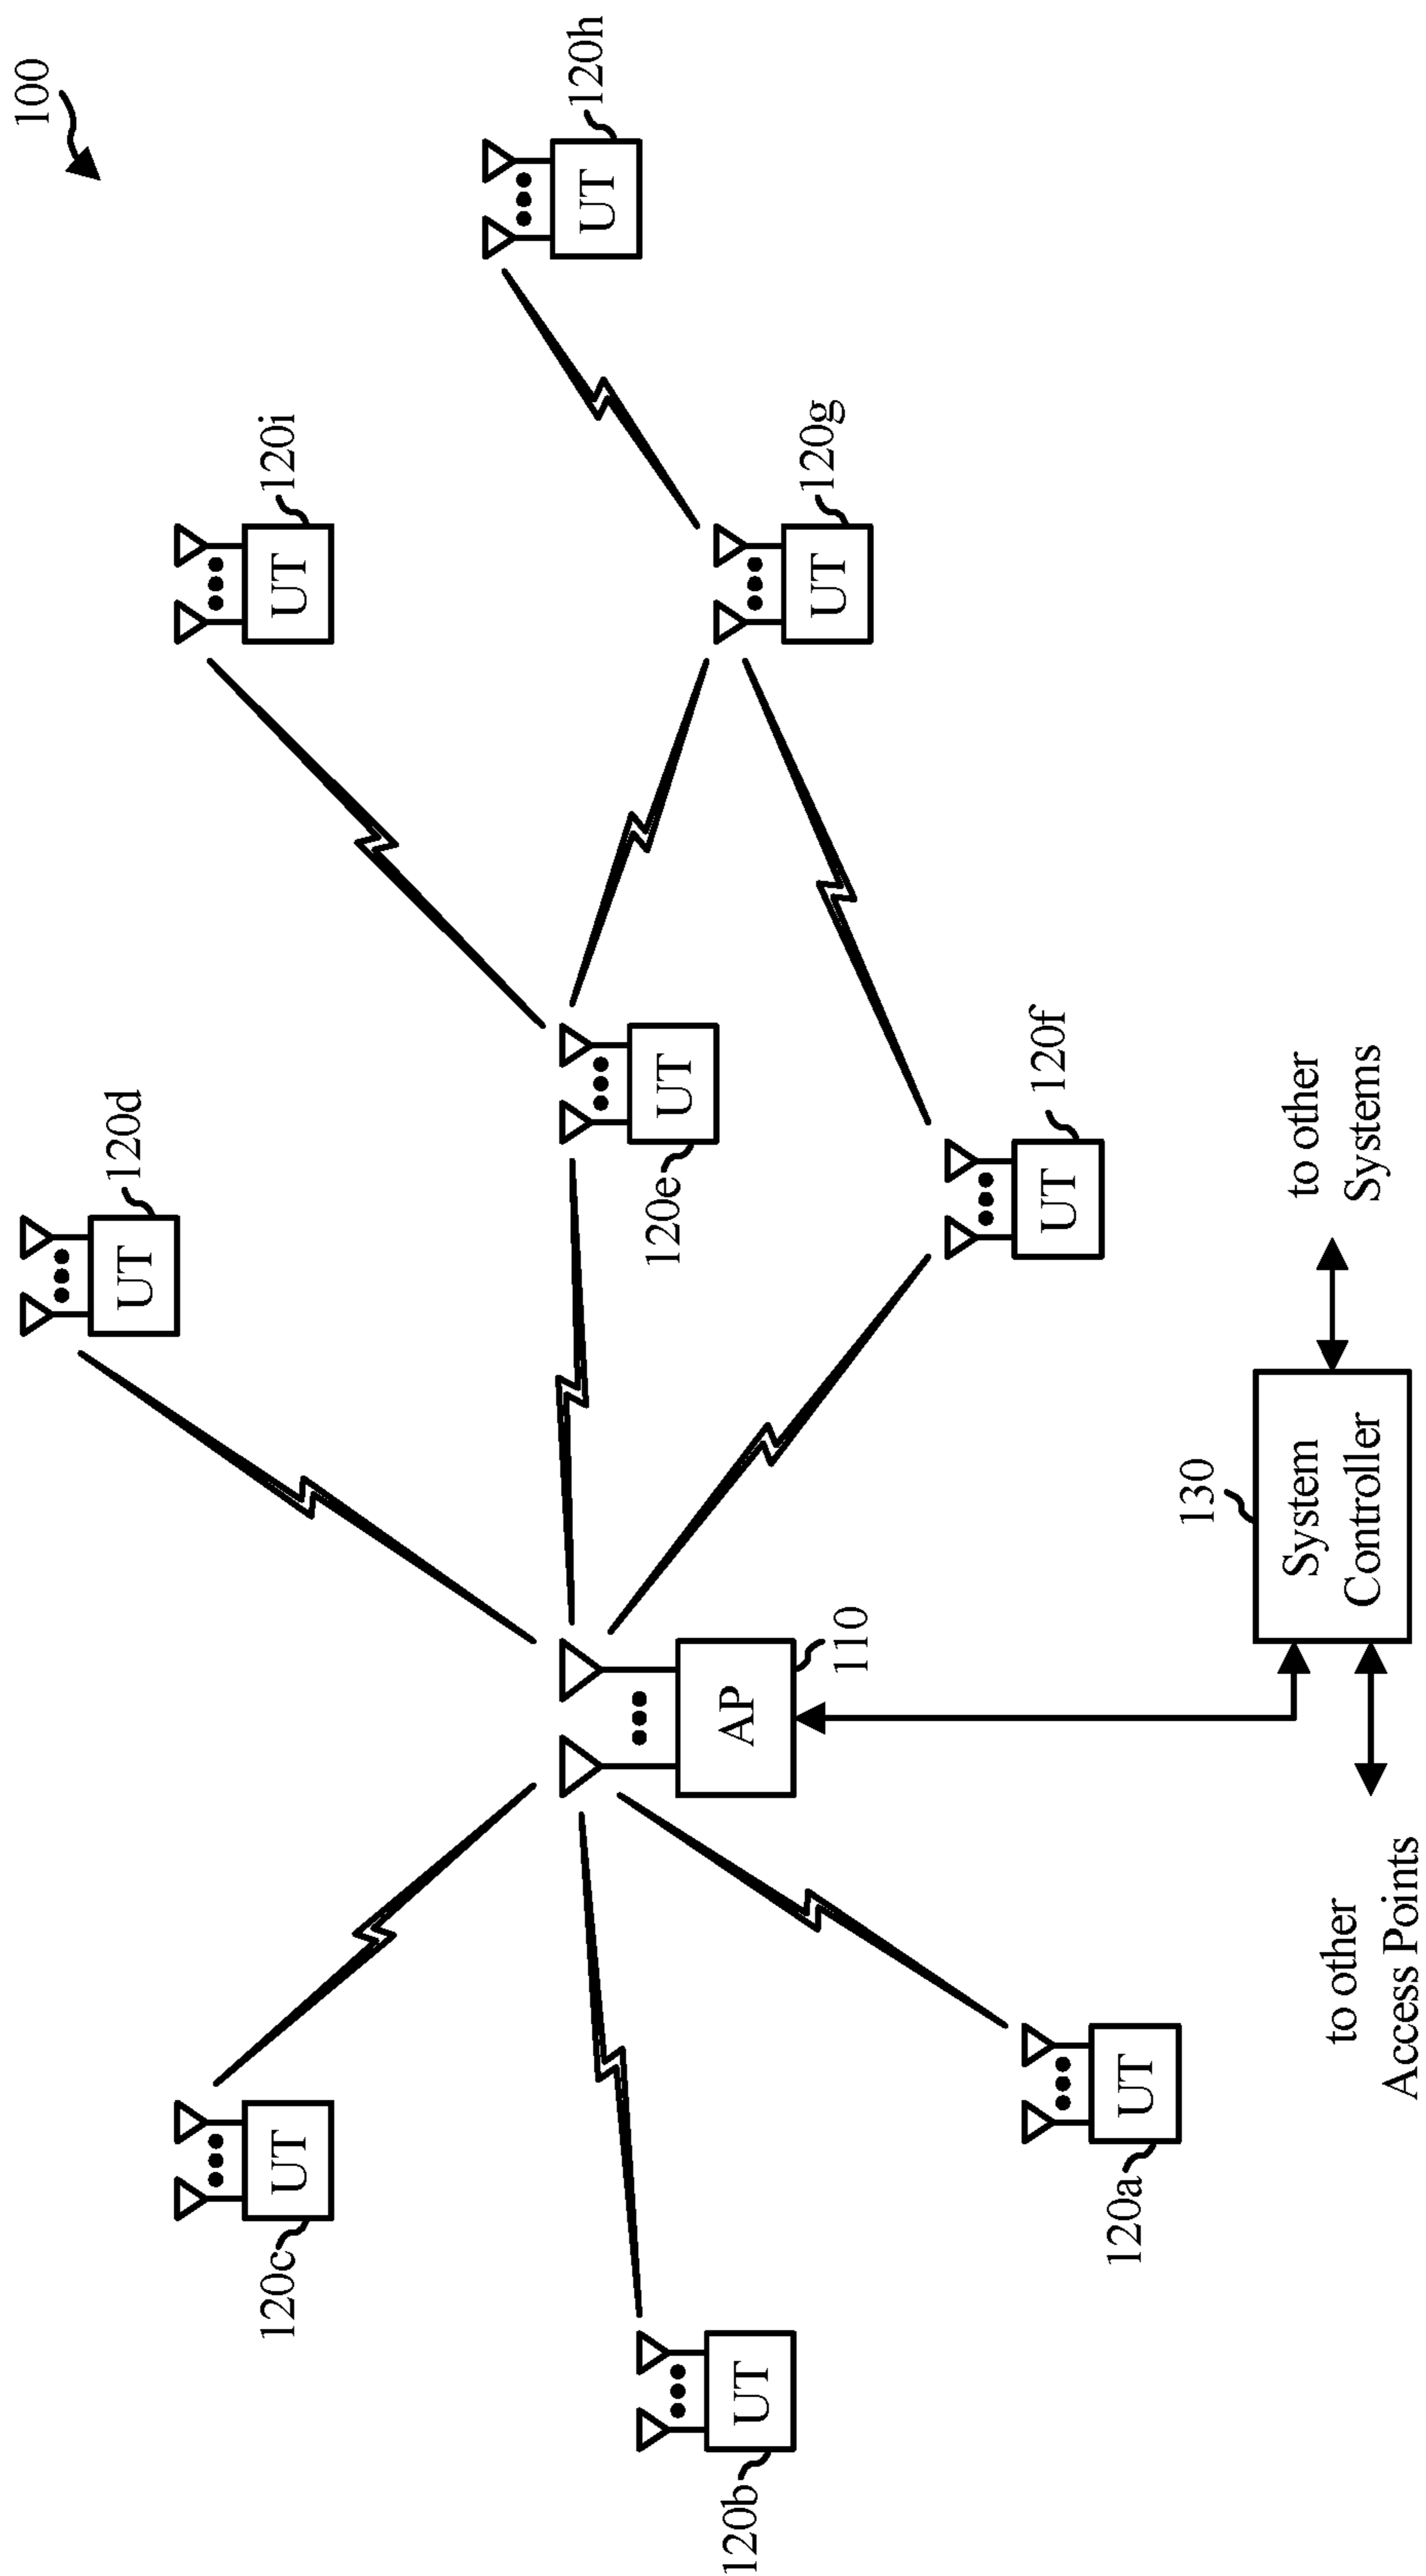 100
120d
UT
120i
UT
120c
UT
120h
UT
120e
UT
120b
UT
AP
110
120g
UT
120f
UT
120a
UT
130
System
Controller
to other
Systems
to other
Access Points